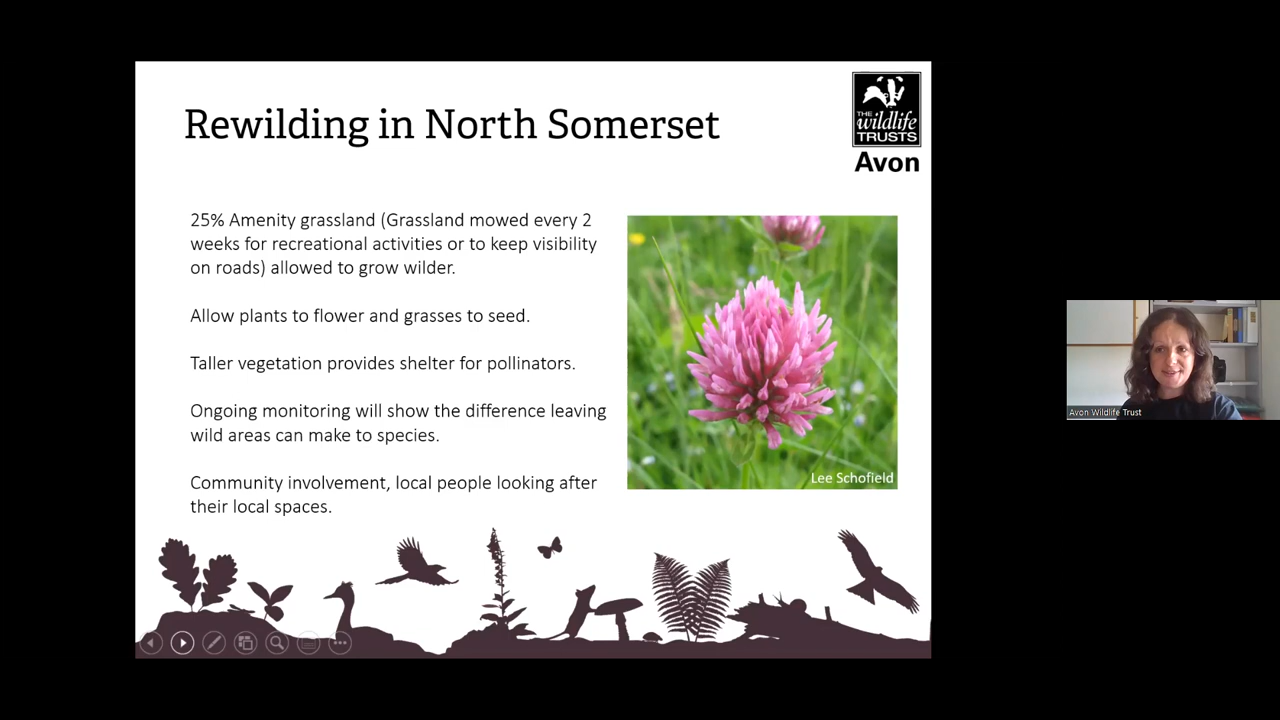 Rewilding in North Somerset
THE
wildlife
TRUSTS
Avon
25% Amenity grassland (Grassland mowed every 2
weeks for recreational activities or to keep visibility
on roads) allowed to grow wilder.
Allow plants to flower and grasses to seed.
Taller vegetation provides shelter for pollinators.
Ongoing monitoring will show the difference leaving
wild areas can make to species.
Community involvement, local people looking after
their local spaces.
Lee Schofield
Avon Wildlife Trust